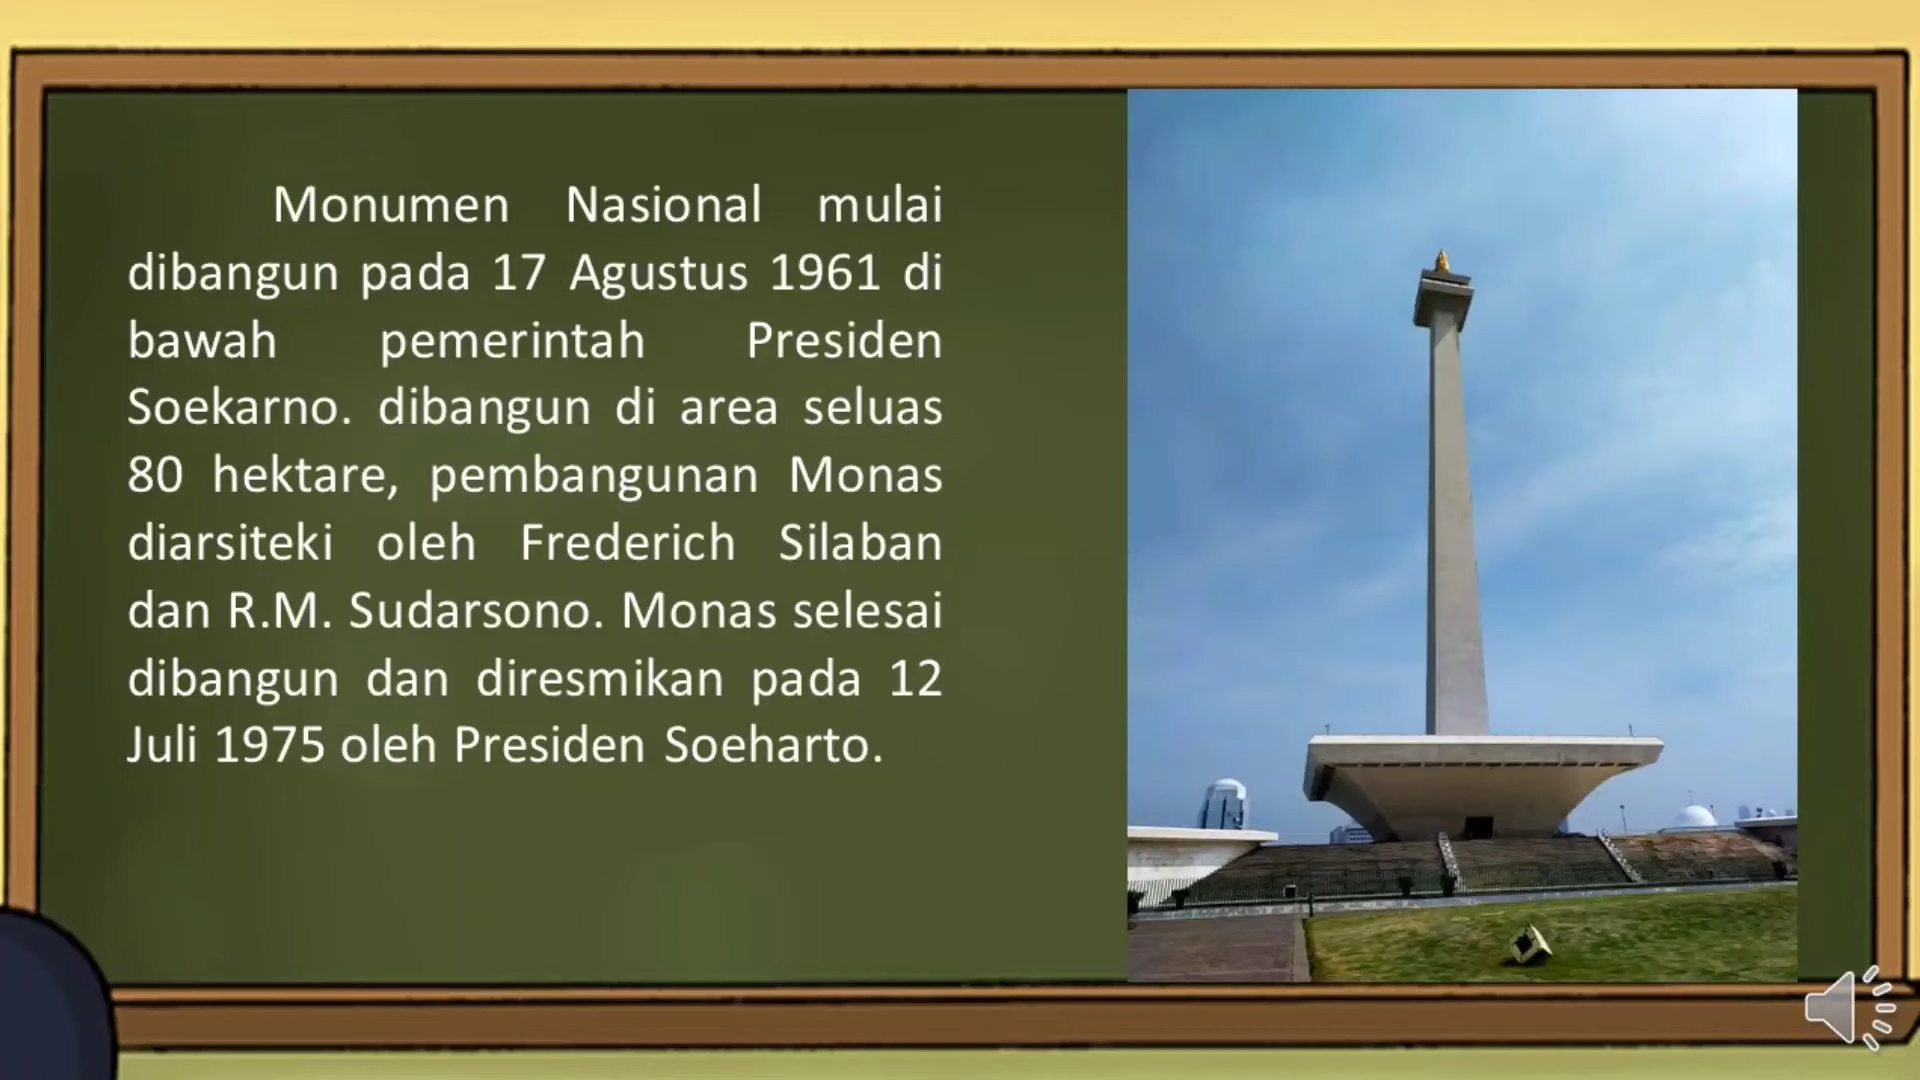 Monumen Nasional mulai
dibangun pada 17 Agustus 1961 di
bawah pemerintah Presiden
Soekarno. dibangun di area seluas
80 hektare, pembangunan Monas
diarsiteki oleh Frederich Silaban
dan R.M. Sudarsono. Monas selesai
dibangun dan diresmikan pada 12
Juli 1975 oleh Presiden Soeharto.